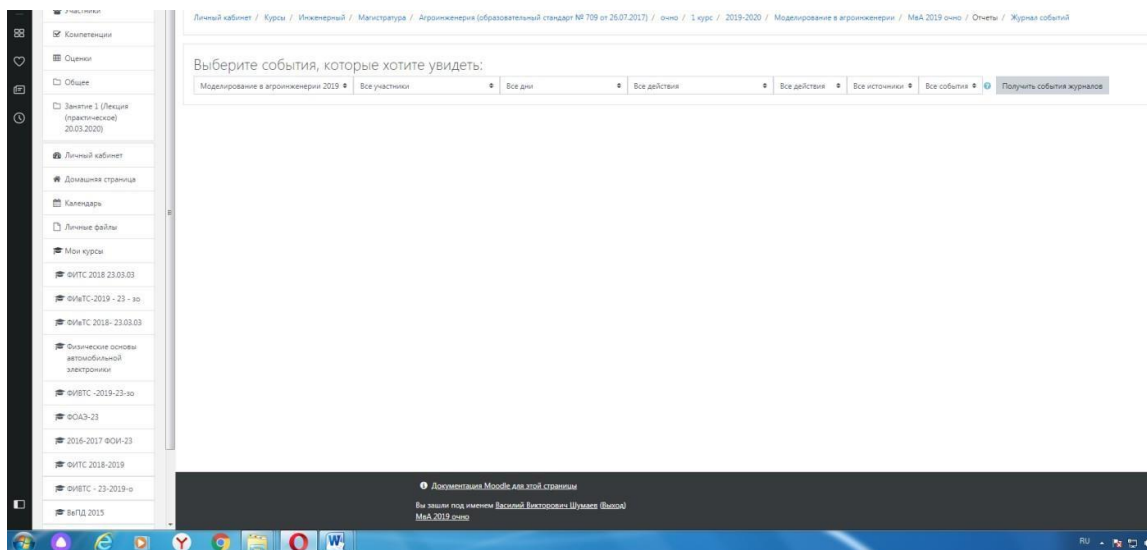 Участники
Личный кабинет / Курсы / Инженерный / Магистратура / Агроинженерия (образовательный стандарт № 709 от 26.07.2017) / очно / 1 курс / 2019-2020 / Моделирование в агроинженерии / МвА 2019 очно / Отчеты / Журнал событий
Компетенции
Оценки
Общее
Занятие 1 (Лекция
(практическое)
20.03.2020)
Личный кабинет
Домашняя страница
Календарь
Личные файлы
Мои курсы
ФИТС 2018 23.03.03
ФИвТС-2019 - 23 - зо
ФИвТС 2018- 23.03.03
Физические основы
автомобильной
электроники
ФИВТС -2019-23-зо
ФОАЭ-23
2016-2017 ФОИ-23
ФИТС 2018-2019
ФИВТС - 23-2019-о
ВвПД 2015
Выберите события, которые хотите увидеть:
Моделирование в агроинженерии 2019 Все участники Все дни Все действия Все действия Все источники Все события Получить события журналов
Документация Moodle для этой страницы
Вы зашли под именем Василий Викторович Шумаев (Выход)
МвА 2019 очно
RU